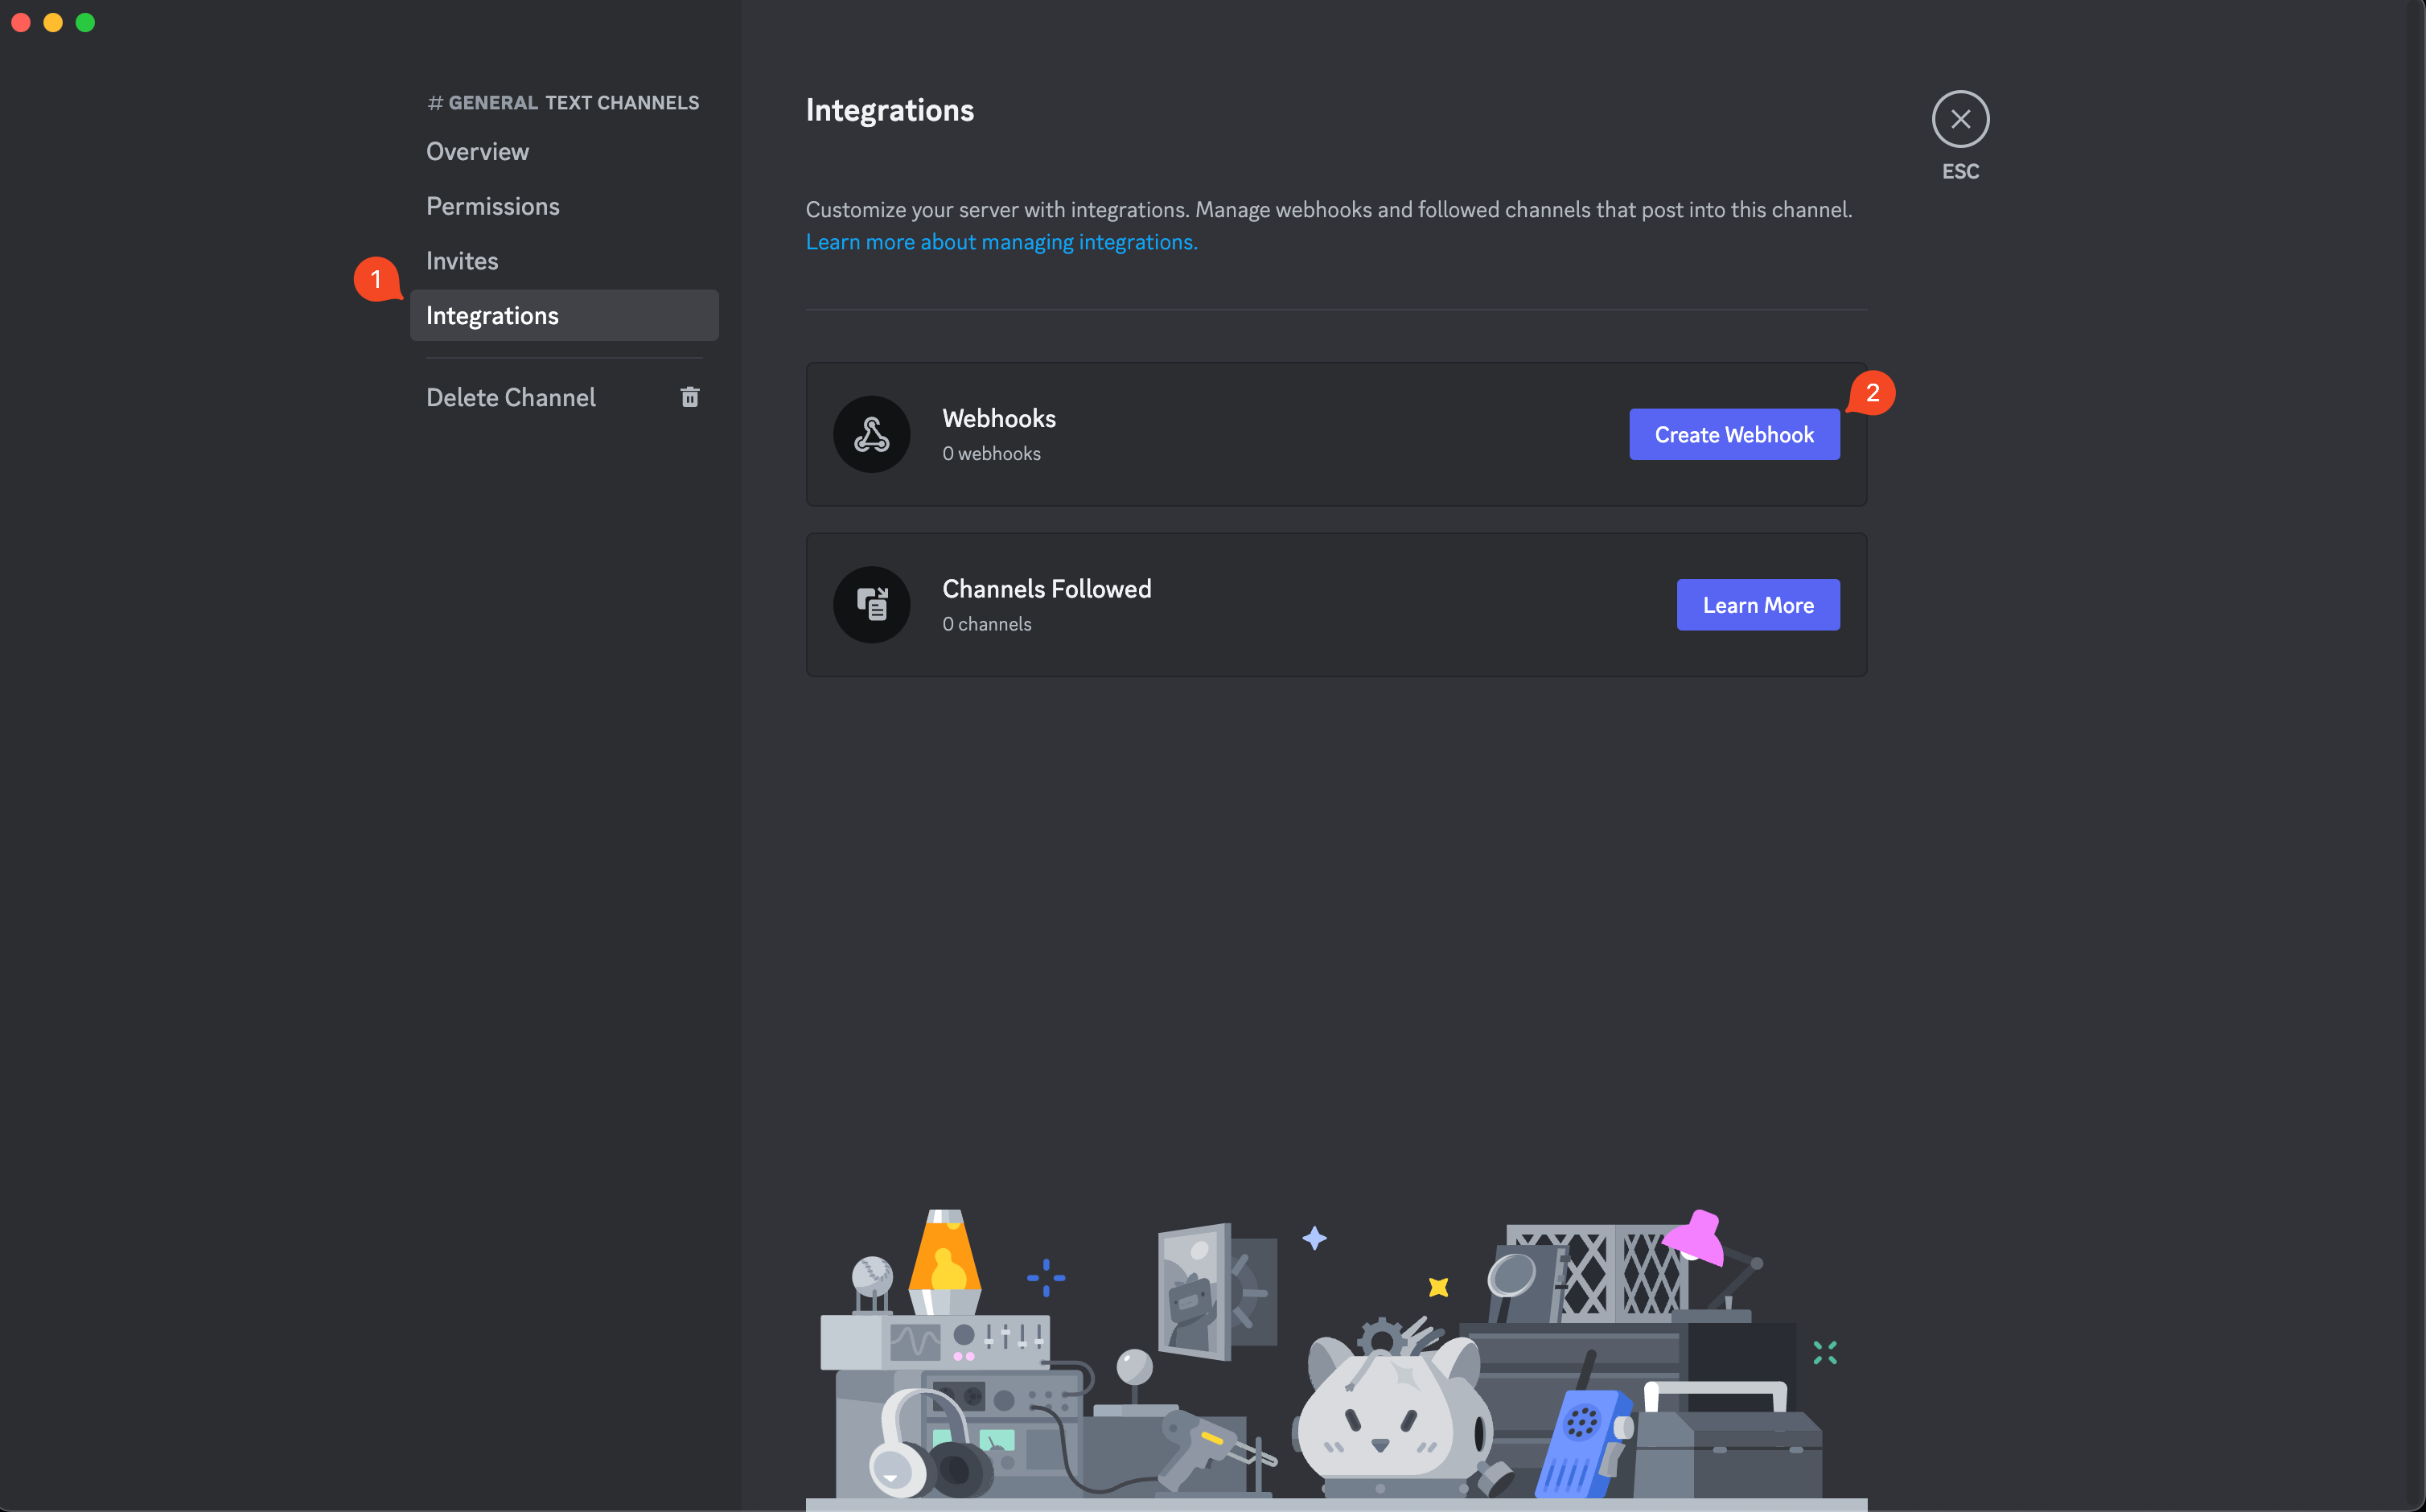 # GENERAL TEXT CHANNELS
Overview
Permissions
Invites
1
Integrations
Delete Channel
Integrations
ESC
Customize your server with integrations. Manage webhooks and followed channels that post into this channel.
Learn more about managing integrations.
Webhooks
0 webhooks
Create Webhook
2
Channels Followed
0 channels
Learn More